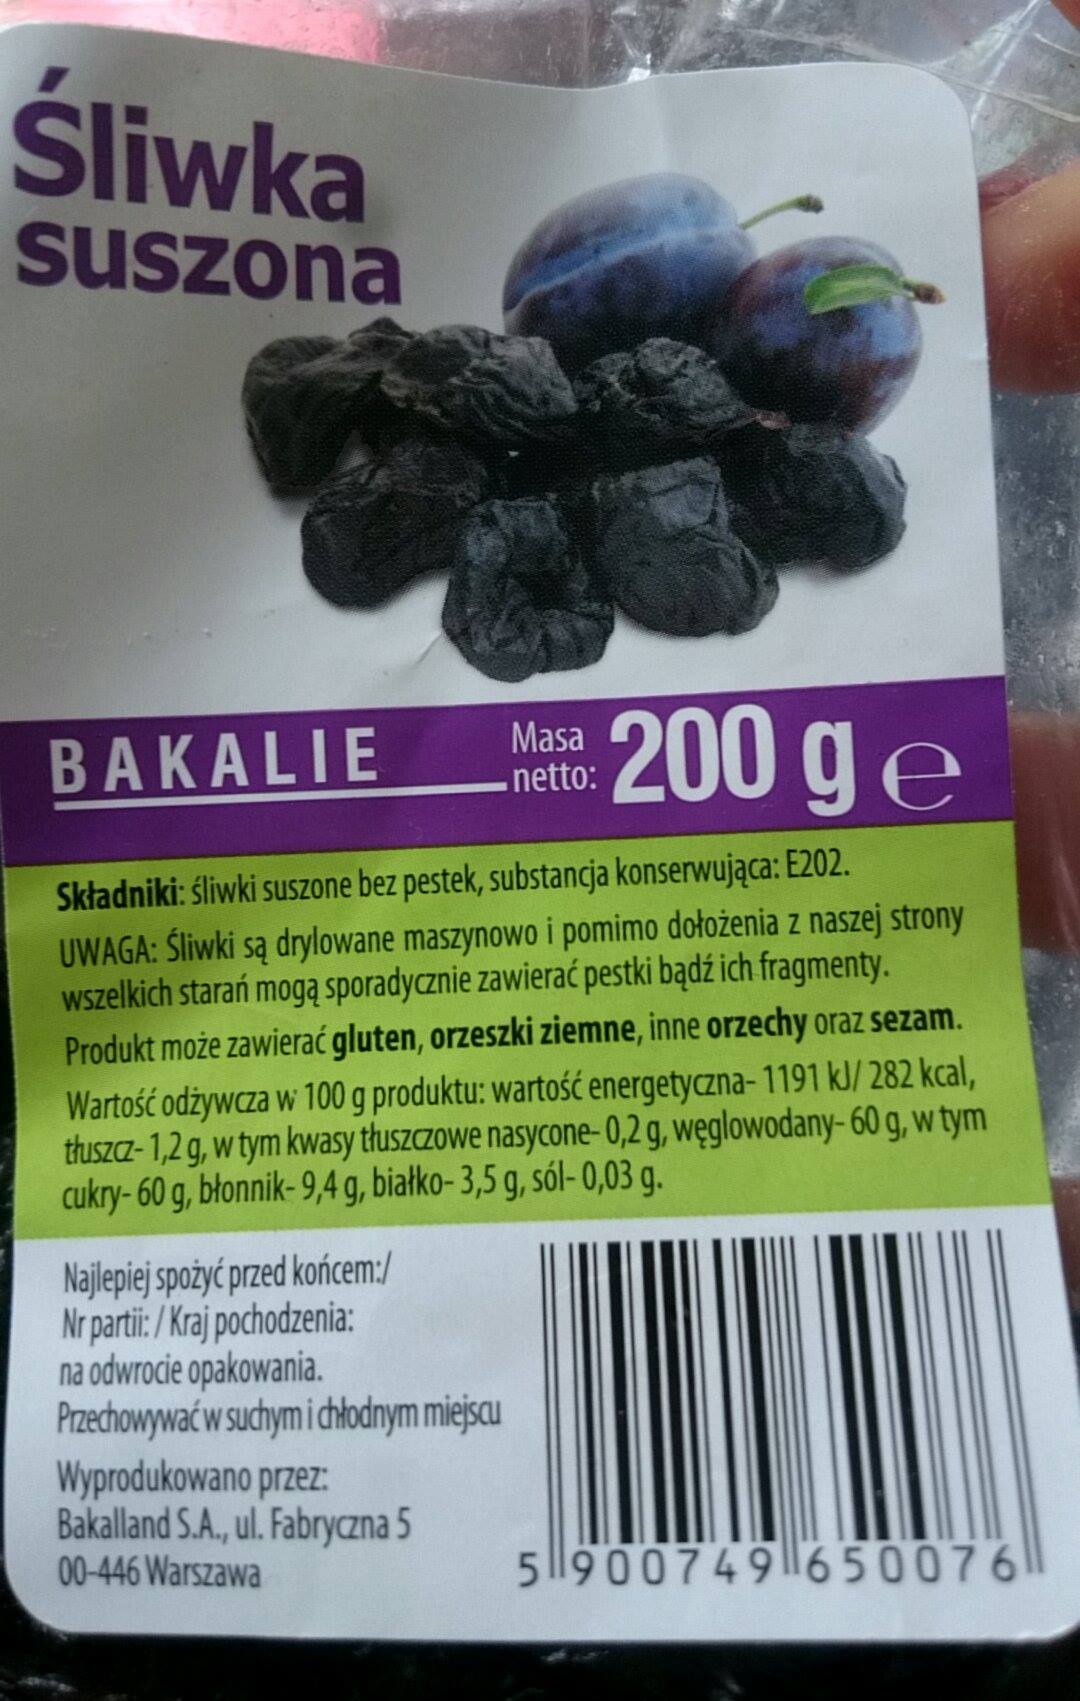 Śliwka
suszona
BAKALIE
Masa
netto: 200 g ℮
Składniki: śliwki suszone bez pestek, substancja konserwująca: E202.
UWAGA: Śliwki są drylowane maszynowo i pomimo dołożenia z naszej strony
wszelkich starań mogą sporadycznie zawierać pestki bądź ich fragmenty.
Produkt może zawierać gluten, orzeszki ziemne, inne orzechy oraz sezam.
Wartość odżywcza w 100 g produktu: wartość energetyczna- 1191 kJ/ 282 kcal,
tłuszcz- 1,2 g, w tym kwasy tłuszczowe nasycone- 0,2 g, węglowodany- 60 g, w tym
cukry- 60 g, błonnik- 9,4 g, białko- 3,5 g, sól- 0,03 g.
Najlepiej spożyć przed końcem:/
Nr partii: / Kraj pochodzenia:
na odwrocie opakowania.
Przechowywać w suchym i chłodnym miejscu
Wyprodukowano przez:
Bakalland S.A., ul. Fabryczna 5
00-446 Warszawa
5 900749 650076